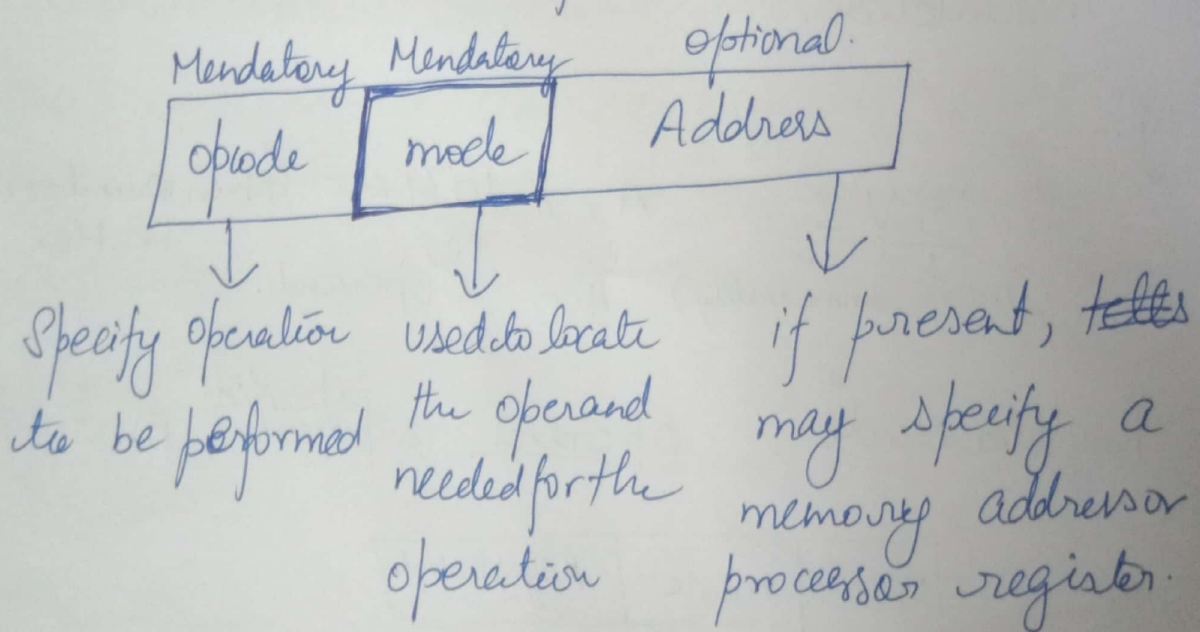 Mendatory Mendatory optional.
opcode mode Address
Specify operation
to be performed
used to locate
the operand
needed for the
operation
if present, tells
may specify a
memory address or
processor register.